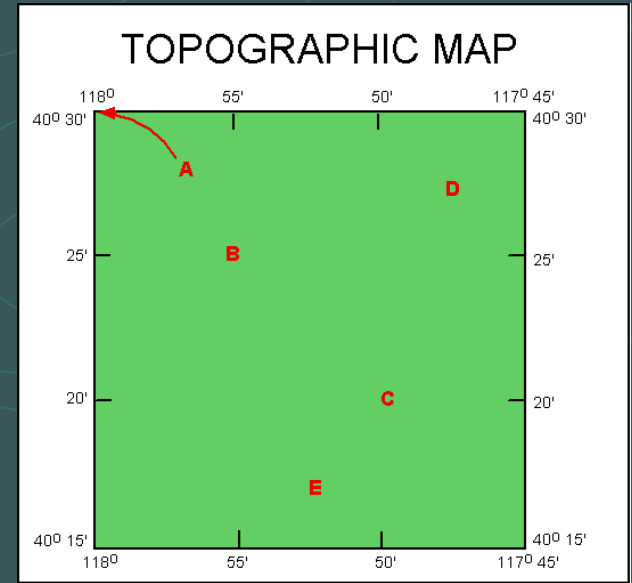 TOPOGRAPHIC MAP
118⁰ 55' 50' 117⁰ 45'
40⁰ 30' 40⁰ 30'
A
D
B
25' 25'
C
20' 20'
E
40⁰ 15' 40⁰ 15'
118⁰ 55' 50' 117⁰ 45'